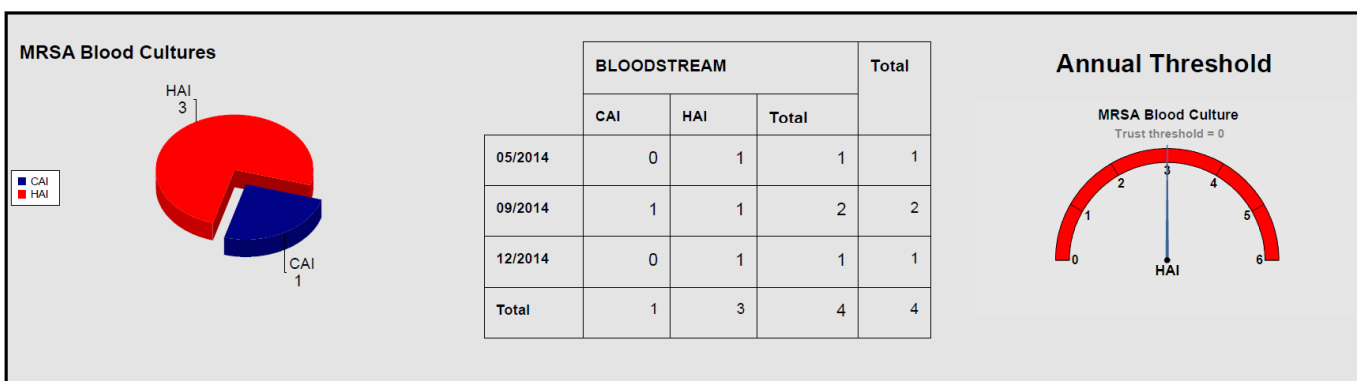 MRSA Blood Cultures
HAI
3
CAI
HAI
CAI
1
BLOODSTREAM Total
CAI HAI Total
05/2014 0 1 1 1
09/2014 1 1 2 2
12/2014 0 1 1 1
Total 1 3 4 4
Annual Threshold
MRSA Blood Culture
Trust threshold = 0
0 1 2 3 4 5 6
HAI